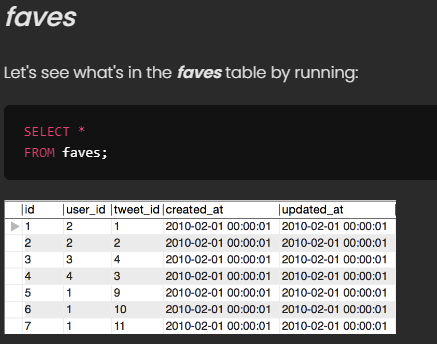 faves
Let's see what's in the faves table by running:
SELECT *
FROM faves;
id user_id tweet_id created_at updated_at
1 2 1 2010-02-01 00:00:01 2010-02-01 00:00:01
2 2 2 2010-02-01 00:00:01 2010-02-01 00:00:01
3 3 4 2010-02-01 00:00:01 2010-02-01 00:00:01
4 4 3 2010-02-01 00:00:01 2010-02-01 00:00:01
5 1 9 2010-02-01 00:00:01 2010-02-01 00:00:01
6 1 10 2010-02-01 00:00:01 2010-02-01 00:00:01
7 1 11 2010-02-01 00:00:01 2010-02-01 00:00:01